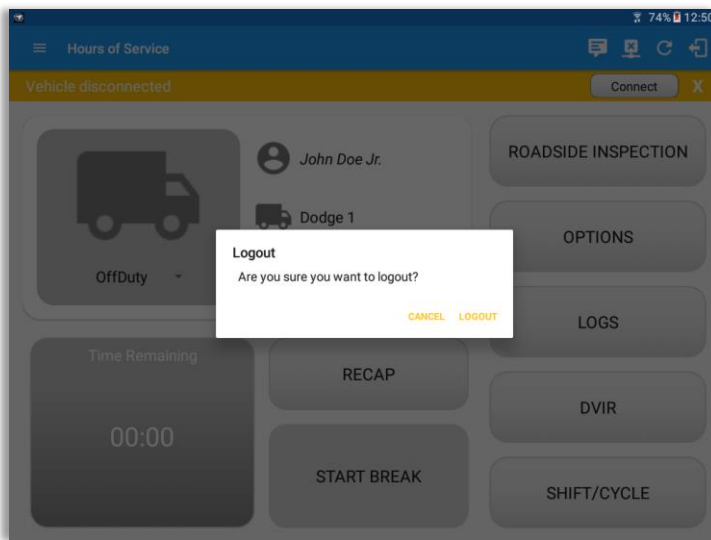 74% 12:50
Hours of Service
Vehicle disconnected
Connect X
John Doe Jr.
Dodge 1
OffDuty
ROADSIDE INSPECTION
OPTIONS
LOGS
DVIR
SHIFT/CYCLE
Logout
Are you sure you want to logout?
CANCEL LOGOUT
Time Remaining
00:00
RECAP
START BREAK